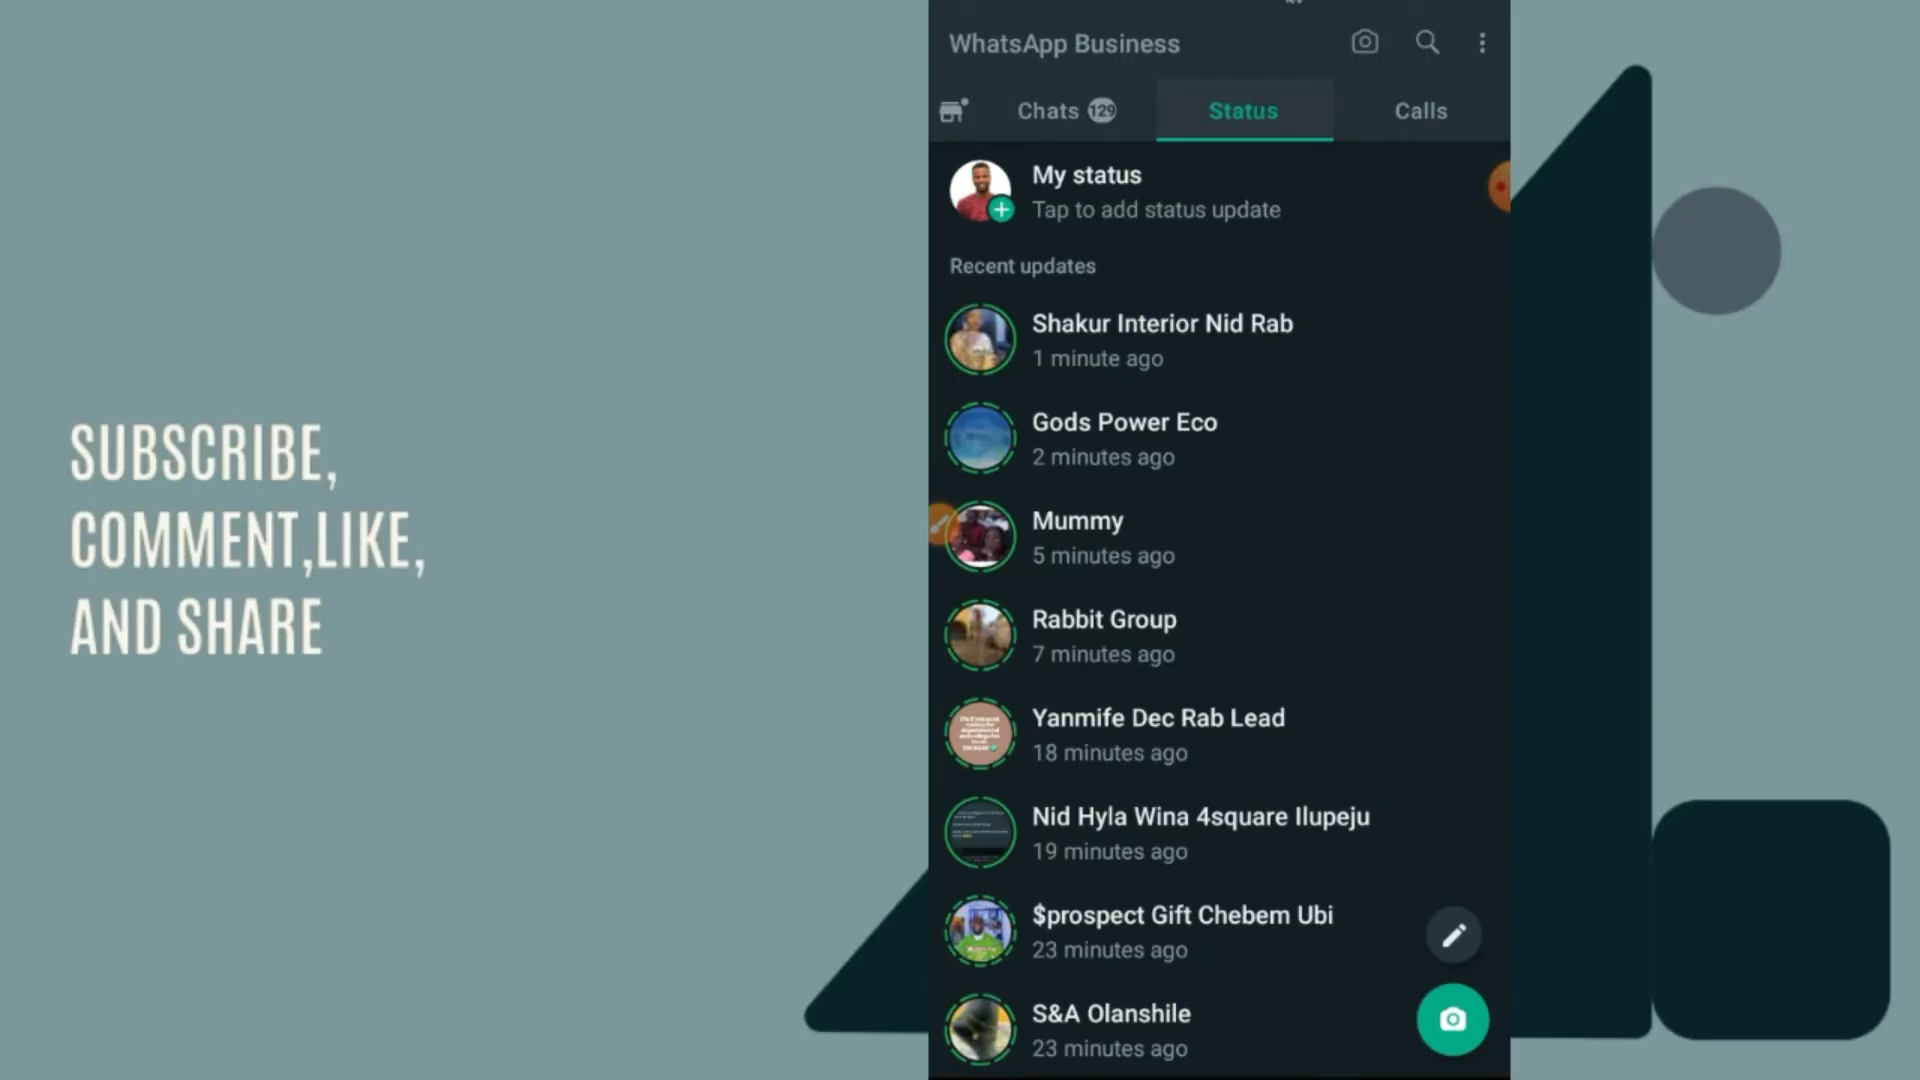 SUBSCRIBE,
COMMENT,LIKE,
AND SHARE
WhatsApp Business
Chats 129
Status
Calls
My status
Tap to add status update
Recent updates
Shakur Interior Nid Rab
1 minute ago
Gods Power Eco
2 minutes ago
Mummy
5 minutes ago
Rabbit Group
7 minutes ago
Yanmife Dec Rab Lead
18 minutes ago
Nid Hyla Wina 4square Ilupeju
19 minutes ago
$prospect Gift Chebem Ubi
23 minutes ago
S&A Olanshile
23 minutes ago